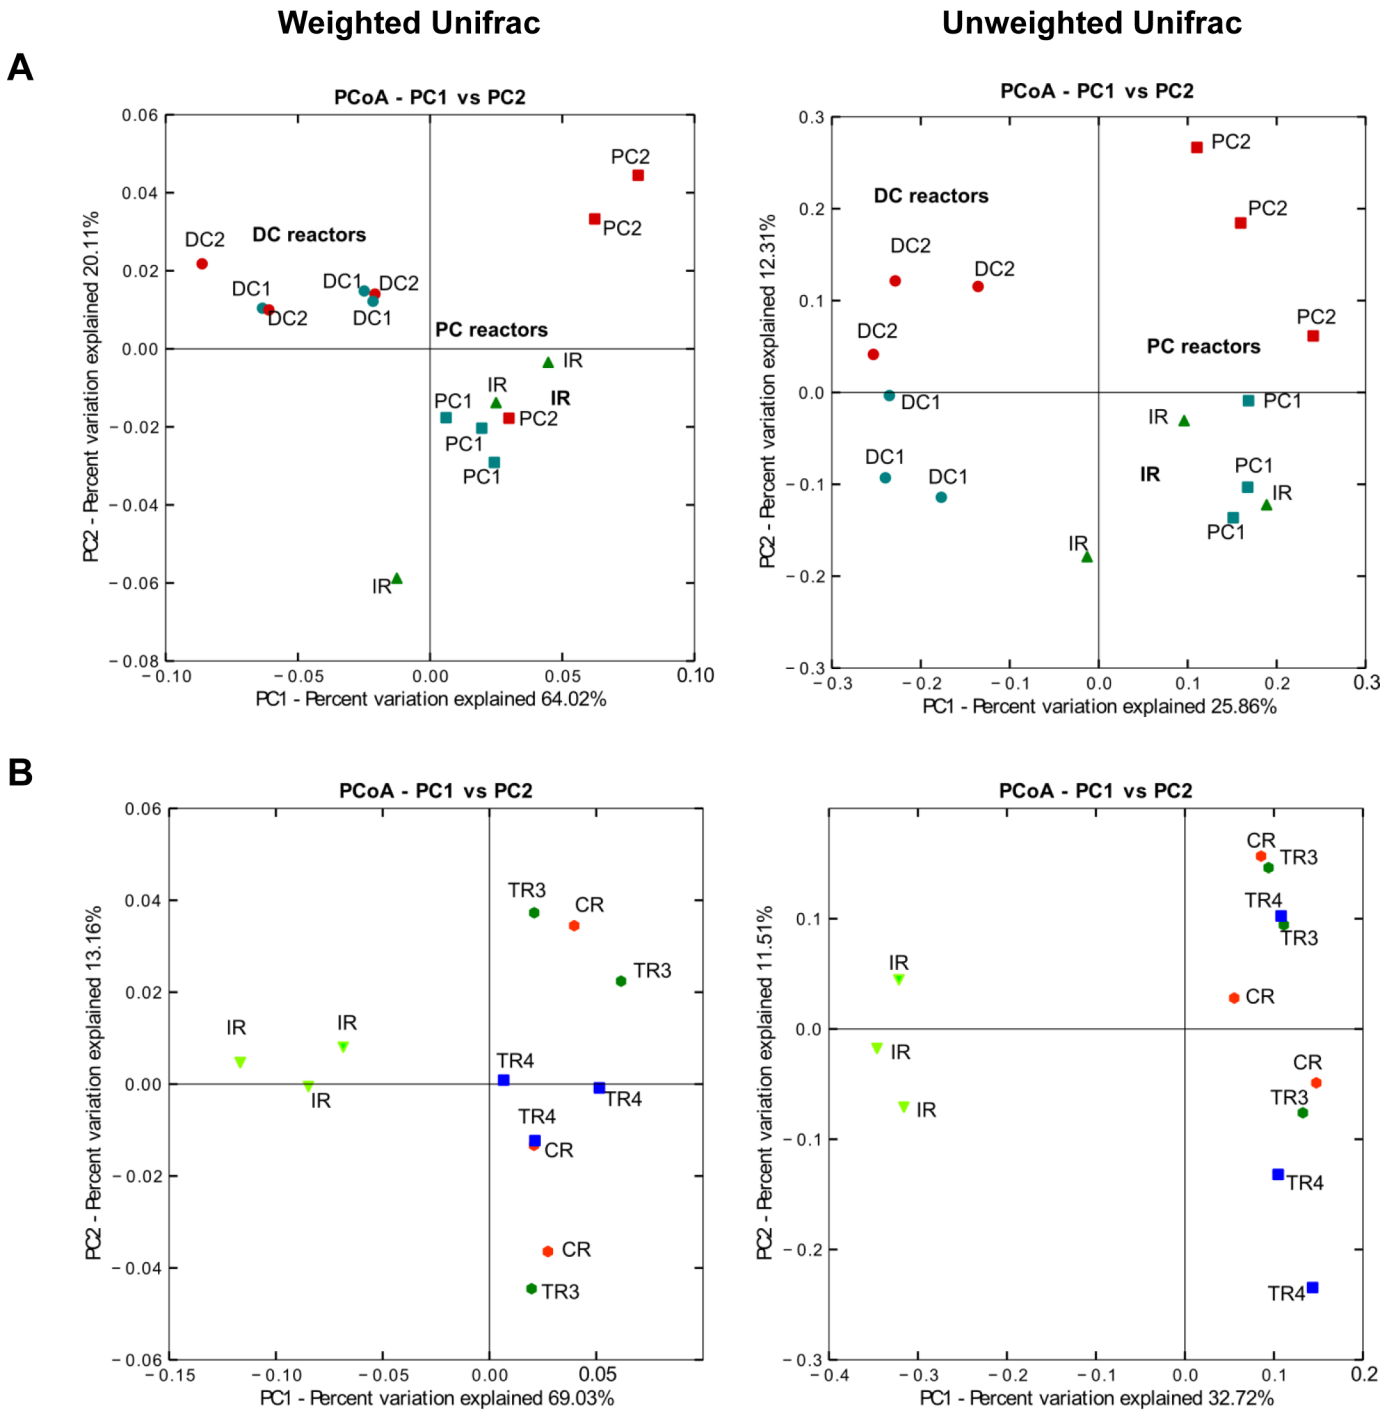 Weighted Unifrac
Unweighted Unifrac
A
PCoA - PC1 vs PC2
0.06
0.04
0.02
0.00
−0.02
−0.04
−0.06
−0.08
−0.10
−0.05
0.00
0.05
0.10
PC2 - Percent variation explained 20.11%
PC1 - Percent variation explained 64.02%
PC2
PC2
DC reactors
DC2
DC1
DC2
DC1
DC2
DC1
PC reactors
IR
IR
IR
PC1
PC2
PC1
PC1
IR
PCoA - PC1 vs PC2
0.3
0.2
0.1
0.0
−0.1
−0.2
−0.3
−0.3
−0.2
−0.1
0.0
0.1
0.2
0.3
PC2 - Percent variation explained 12.31%
PC1 - Percent variation explained 25.86%
PC2
DC reactors
PC2
DC2
DC2
PC2
DC2
PC reactors
DC1
PC1
IR
DC1
DC1
IR
PC1
IR
PC1
IR
B
PCoA - PC1 vs PC2
0.06
0.04
0.02
0.00
−0.02
−0.04
−0.06
−0.15
−0.10
−0.05
0.00
0.05
PC2 - Percent variation explained 13.16%
PC1 - Percent variation explained 69.03%
TR3
CR
TR3
IR
IR
IR
TR4
TR4
TR4
CR
CR
TR3
PCoA - PC1 vs PC2
0.1
0.0
−0.1
−0.2
−0.3
−0.4
−0.3
−0.2
−0.1
0.0
0.1
0.2
PC2 - Percent variation explained 11.51%
PC1 - Percent variation explained 32.72%
CR
TR3
TR4
TR3
IR
CR
IR
CR
TR3
IR
TR4
TR4